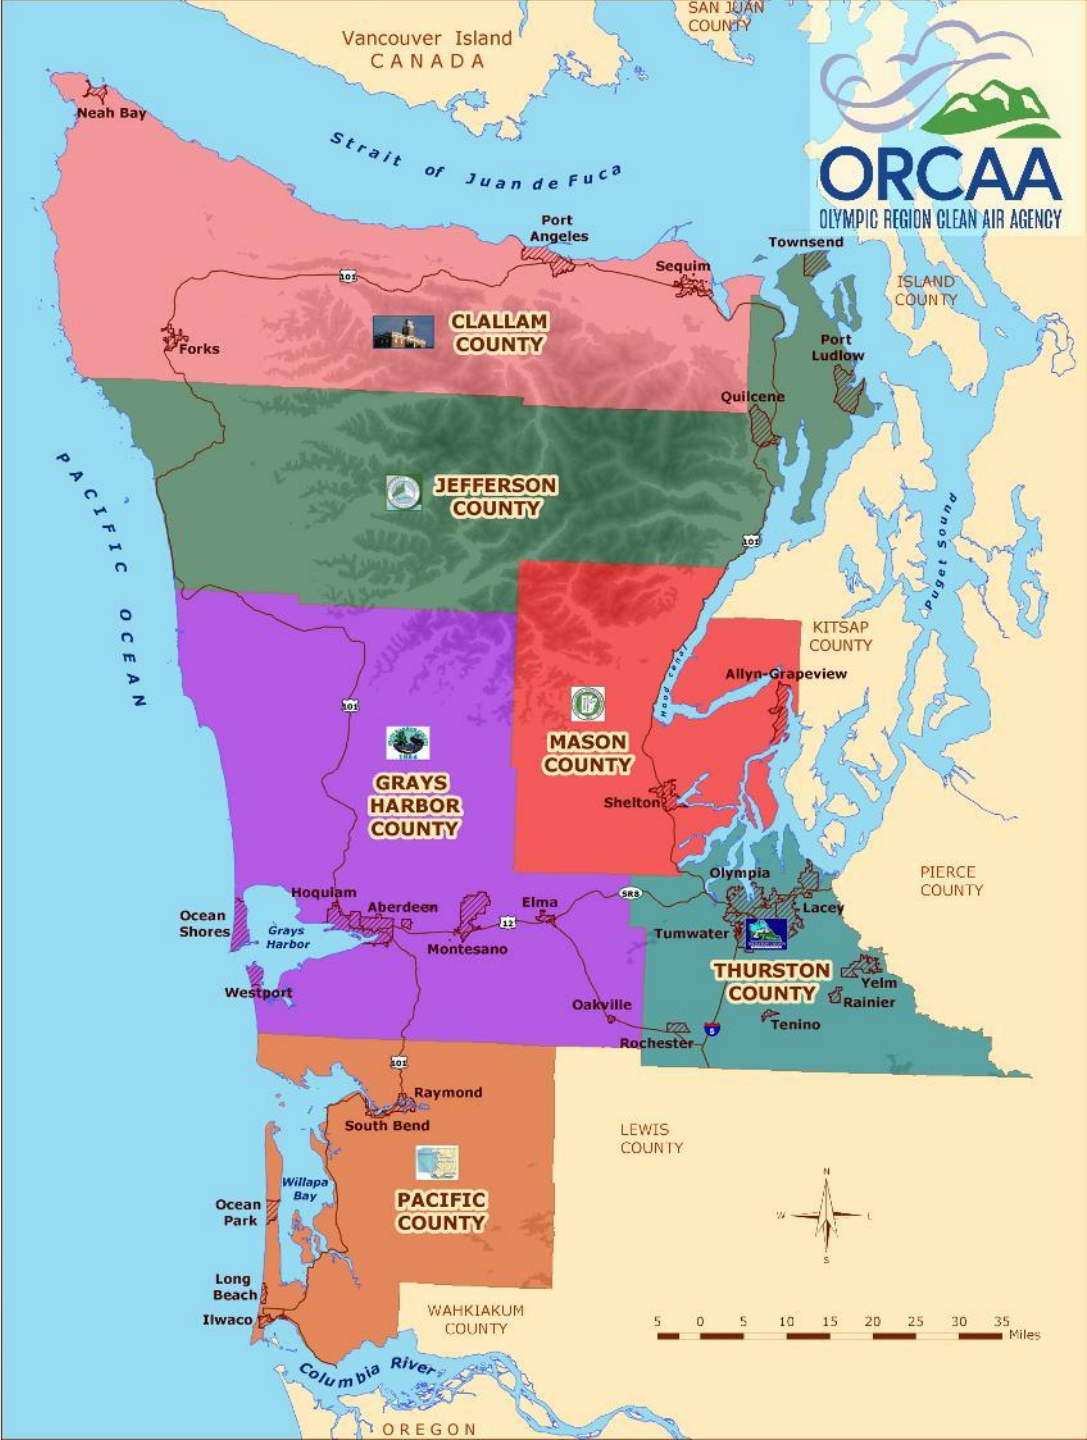 SAN JUAN
COUNTY
Vancouver Island
CANADA
ORCAA
OLYMPIC REGION CLEAN AIR AGENCY
Neah Bay
Strait of Juan de Fuca
Port
Angeles
Townsend
Sequim
ISLAND
COUNTY
101
CLALLAM
COUNTY
Forks
Port
Ludlow
Quilcene
PACIFIC OCEAN
JEFFERSON
COUNTY
101
Puget Sound
KITSAP
COUNTY
Hood Canal
Allyn-Grapeview
101
MASON
COUNTY
GRAYS
HARBOR
COUNTY
Shelton
PIERCE
COUNTY
Olympia
Hoquiam
SR8
Elma
Aberdeen
Lacey
Ocean
Shores
Grays
Harbor
12
Montesano
Tumwater
THURSTON
COUNTY
Westport
Yelm
Rainier
Oakville
Tenino
5
Rochester
101
Raymond
South Bend
LEWIS
COUNTY
Willapa
Bay
Ocean
Park
PACIFIC
COUNTY
N
W
S
Long
Beach
Ilwaco
WAHKIAKUM
COUNTY
5 0 5 10 15 20 25 30 35
Miles
Columbia River
OREGON